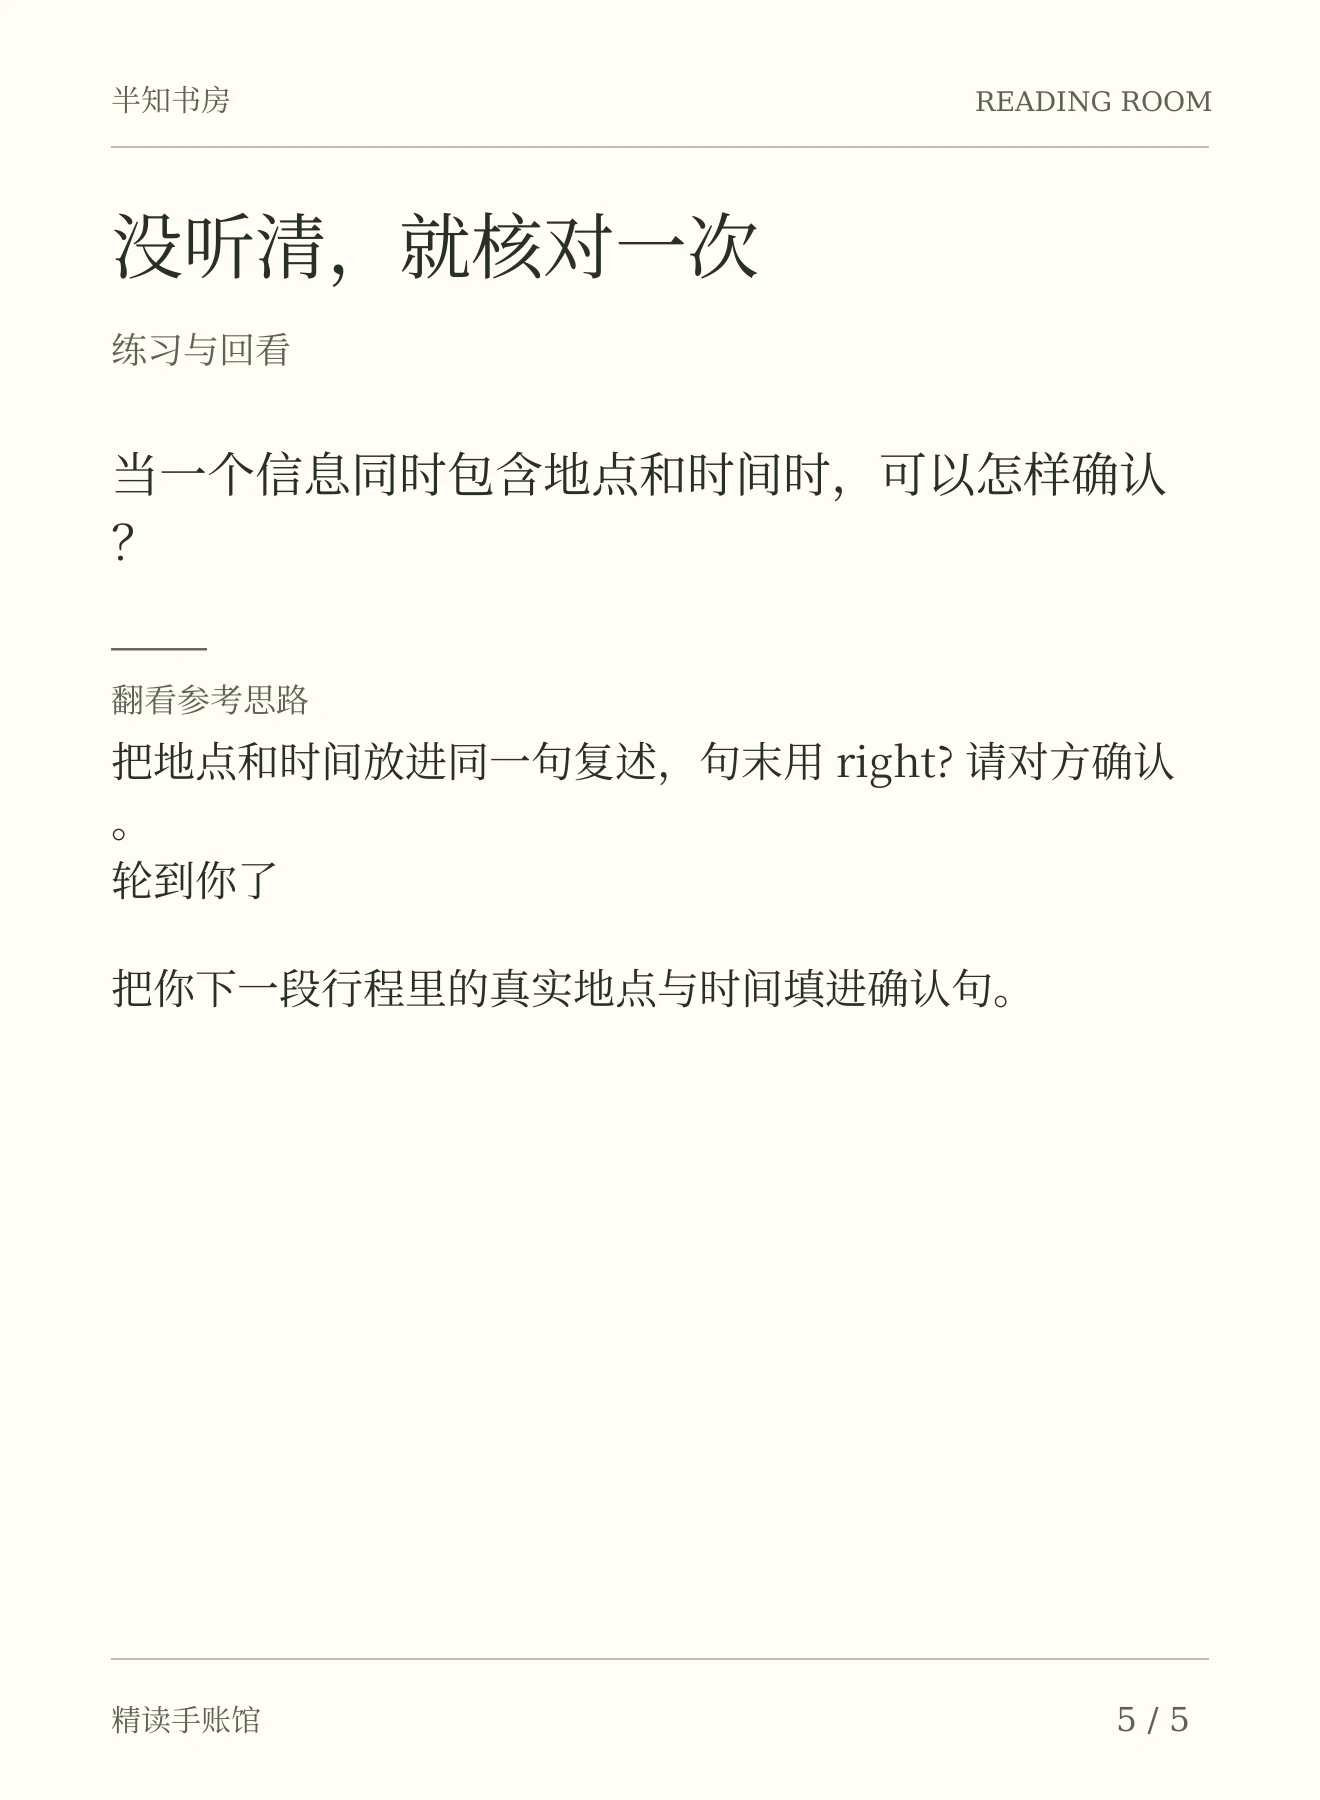 半知书房
READING ROOM
没听清，就核对一次
练习与回看
当一个信息同时包含地点和时间时，可以怎样确认
？
翻看参考思路
把地点和时间放进同一句复述，句末用 right? 请对方确认
。
轮到你了
把你下一段行程里的真实地点与时间填进确认句。
精读手账馆
5 / 5